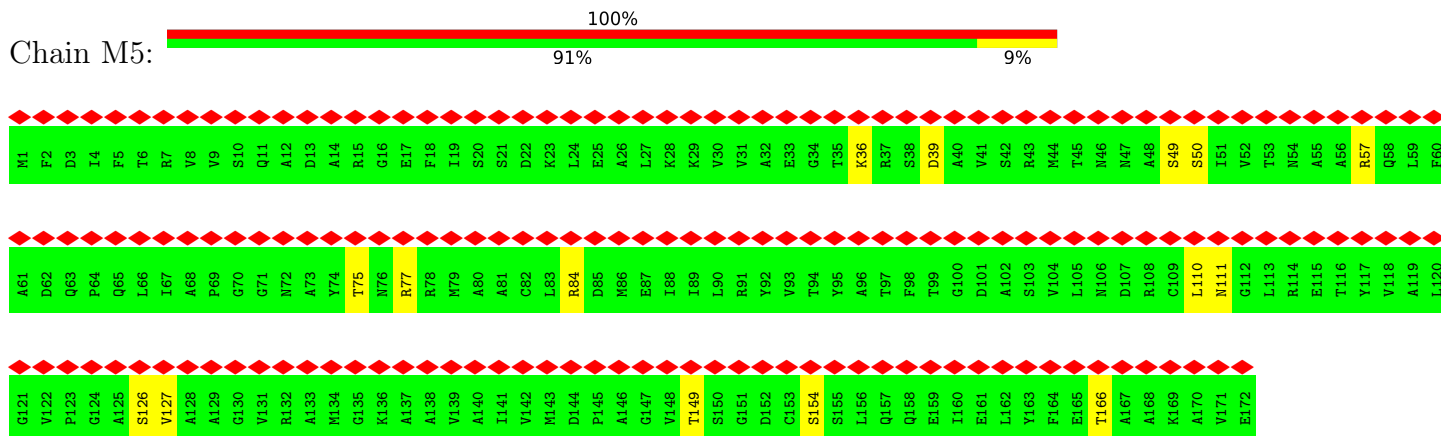 100%
Chain M5:
91% 9%
M1 F2 D3 I4 F5 T6 R7 V8 V9 S10 Q11 A12 D13 A14 R15 G16 E17 F18 I19 S20 S21 D22 K23 L24 E25 A26 L27 K28 K29 V30 V31 A32 E33 G34 T35 K36 R37 S38 D39 A40 V41 S42 R43 M44 T45 N46 N47 A48 S49 S50 I51 V52 T53 N54 A55 A56 R57 Q58 L59 F60
A61 D62 Q63 P64 Q65 L66 I67 A68 P69 G70 G71 N72 A73 Y74 T75 N76 R77 R78 M79 A80 A81 C82 L83 R84 D85 M86 E87 I88 I89 L90 R91 Y92 V93 T94 Y95 A96 T97 F98 T99 G100 D101 A102 S103 V104 L105 N106 D107 R108 C109 L110 N111 G112 L113 R114 E115 T116 Y117 V118 A119 L120
G121 V122 P123 G124 A125 S126 V127 A128 A129 G130 V131 R132 A133 M134 G135 K136 A137 A138 V139 A140 I141 V142 M143 D144 P145 A146 G147 V148 T149 S150 G151 D152 C153 S154 S155 L156 Q157 Q158 E159 I160 E161 L162 Y163 F164 E165 T166 A167 A168 K169 A170 V171 E172